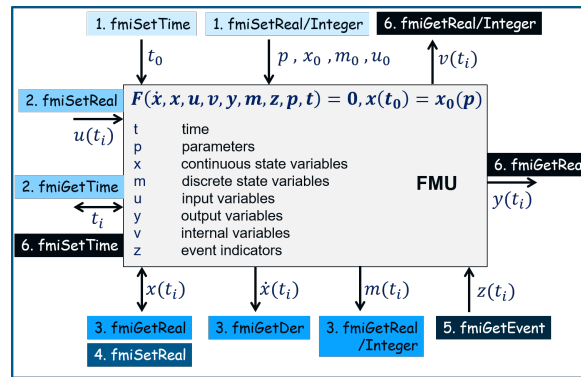 1. fmiSetTime
1. fmiSetReal/Integer
6. fmiGetReal/Integer
t₀
p , x₀ , m₀ , u₀
v(tᵢ)
F(ẋ, x, u, v, y, m, z, p, t) = 0, x(t₀) = x₀(p)
2. fmiSetReal
u(tᵢ)
t time
p parameters
x continuous state variables
m discrete state variables
u input variables
y output variables
v internal variables
z event indicators
FMU
6. fmiGetReal
y(tᵢ)
2. fmiGetTime
tᵢ
6. fmiSetTime
x(tᵢ)
ẋ(tᵢ)
m(tᵢ)
z(tᵢ)
3. fmiGetReal
4. fmiSetReal
3. fmiGetDer
3. fmiGetReal
/Integer
5. fmiGetEvent